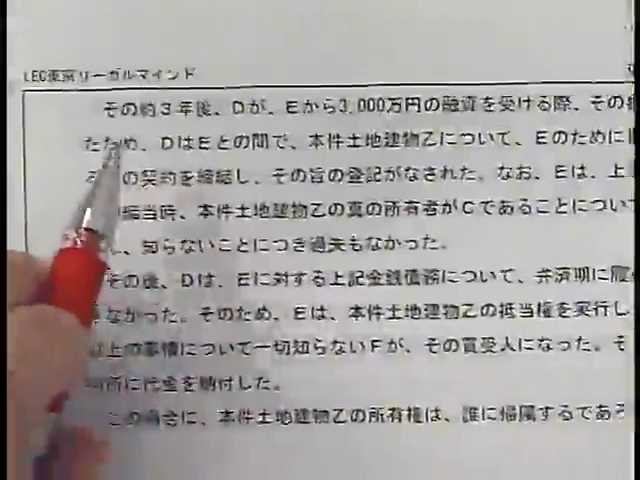 LEC東京リーガルマインド
その約3年後、Dが、Eから3,000万円の融資を受ける際、その
たため、DはEとの間で、本件土地建物乙について、Eのために
の契約を締結し、その旨の登記がなされた。なお、Eは、上
当時、本件土地建物乙の真の所有者がCであることについ
、知らないことにつき過失もなかった。
その後、Dは、Eに対する上記金銭債務について、弁済期に
なかった。そのため、Eは、本件土地建物乙の抵当権を実行し
上の事情について一切知らないFが、その買受人になった。そ
所に代金を納付した。
この場合に、本件土地建物乙の所有権は、誰に帰属するであ